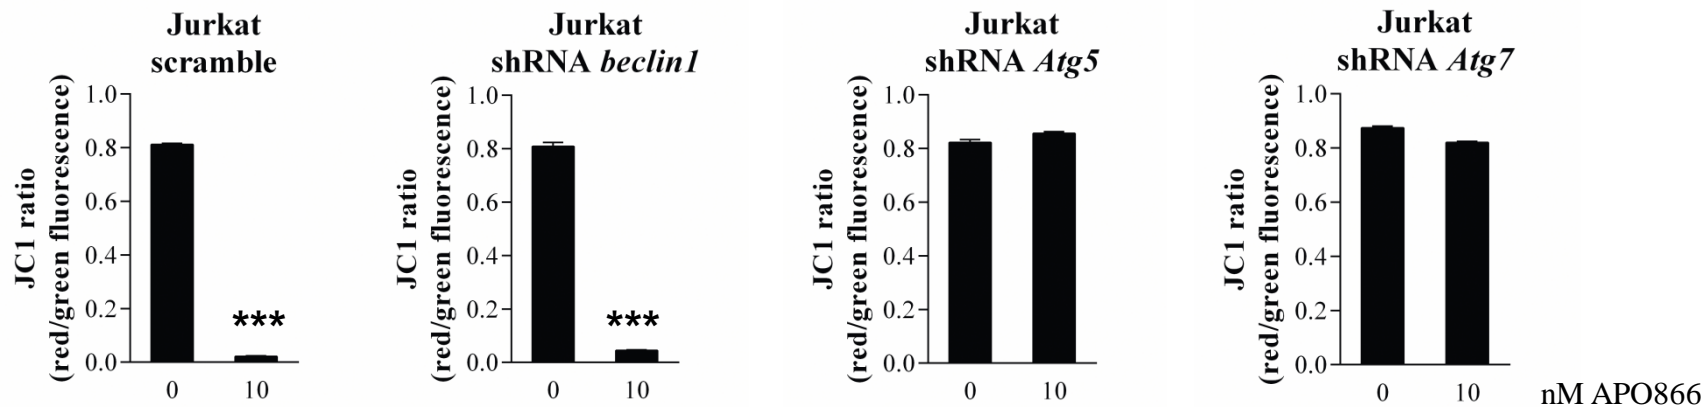 Jurkat
scramble
JC1 ratio
(red/green fluorescence)
1.0
0.8
0.6
0.4
0.2
0.0
***
0 10
Jurkat
shRNA beclin1
JC1 ratio
(red/green fluorescence)
1.0
0.8
0.6
0.4
0.2
0.0
***
0 10
Jurkat
shRNA Atg5
JC1 ratio
(red/green fluorescence)
1.0
0.8
0.6
0.4
0.2
0.0
0 10
Jurkat
shRNA Atg7
JC1 ratio
(red/green fluorescence)
1.0
0.8
0.6
0.4
0.2
0.0
0 10
nM APO866